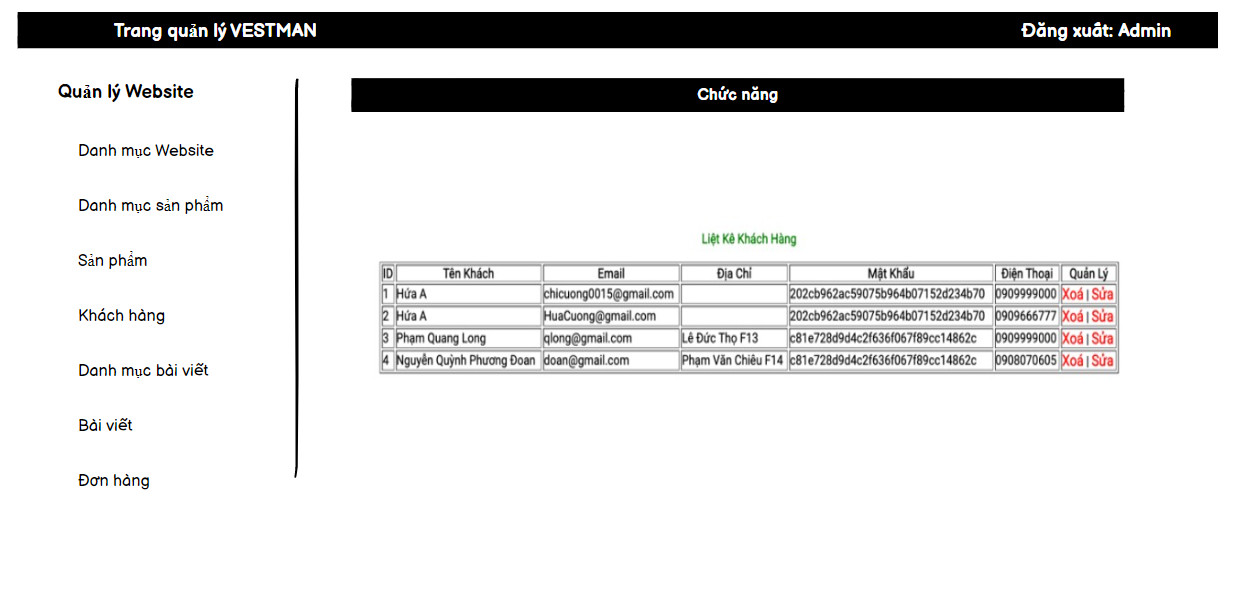 Trang quản lý VESTMAN Đăng xuất: Admin
Quản lý Website
Chức năng
Danh mục Website
Danh mục sản phẩm
Sản phẩm
Khách hàng
Danh mục bài viết
Bài viết
Đơn hàng
Liệt Kê Khách Hàng
ID Tên Khách Email Địa Chỉ Mật Khẩu Điện Thoại Quản Lý
1 Hứa A chicuong0015@gmail.com 202cb962ac59075b964b07152d234b70 0909999000 Xoá | Sửa
2 Hứa A HuaCuong@gmail.com 202cb962ac59075b964b07152d234b70 0909666777 Xoá | Sửa
3 Phạm Quang Long qlong@gmail.com Lê Đức Thọ F13 c81e728d9d4c2f636f067f89cc14862c 0909999000 Xoá | Sửa
4 Nguyễn Quỳnh Phương Đoan doan@gmail.com Phạm Văn Chiêu F14 c81e728d9d4c2f636f067f89cc14862c 0908070605 Xoá | Sửa